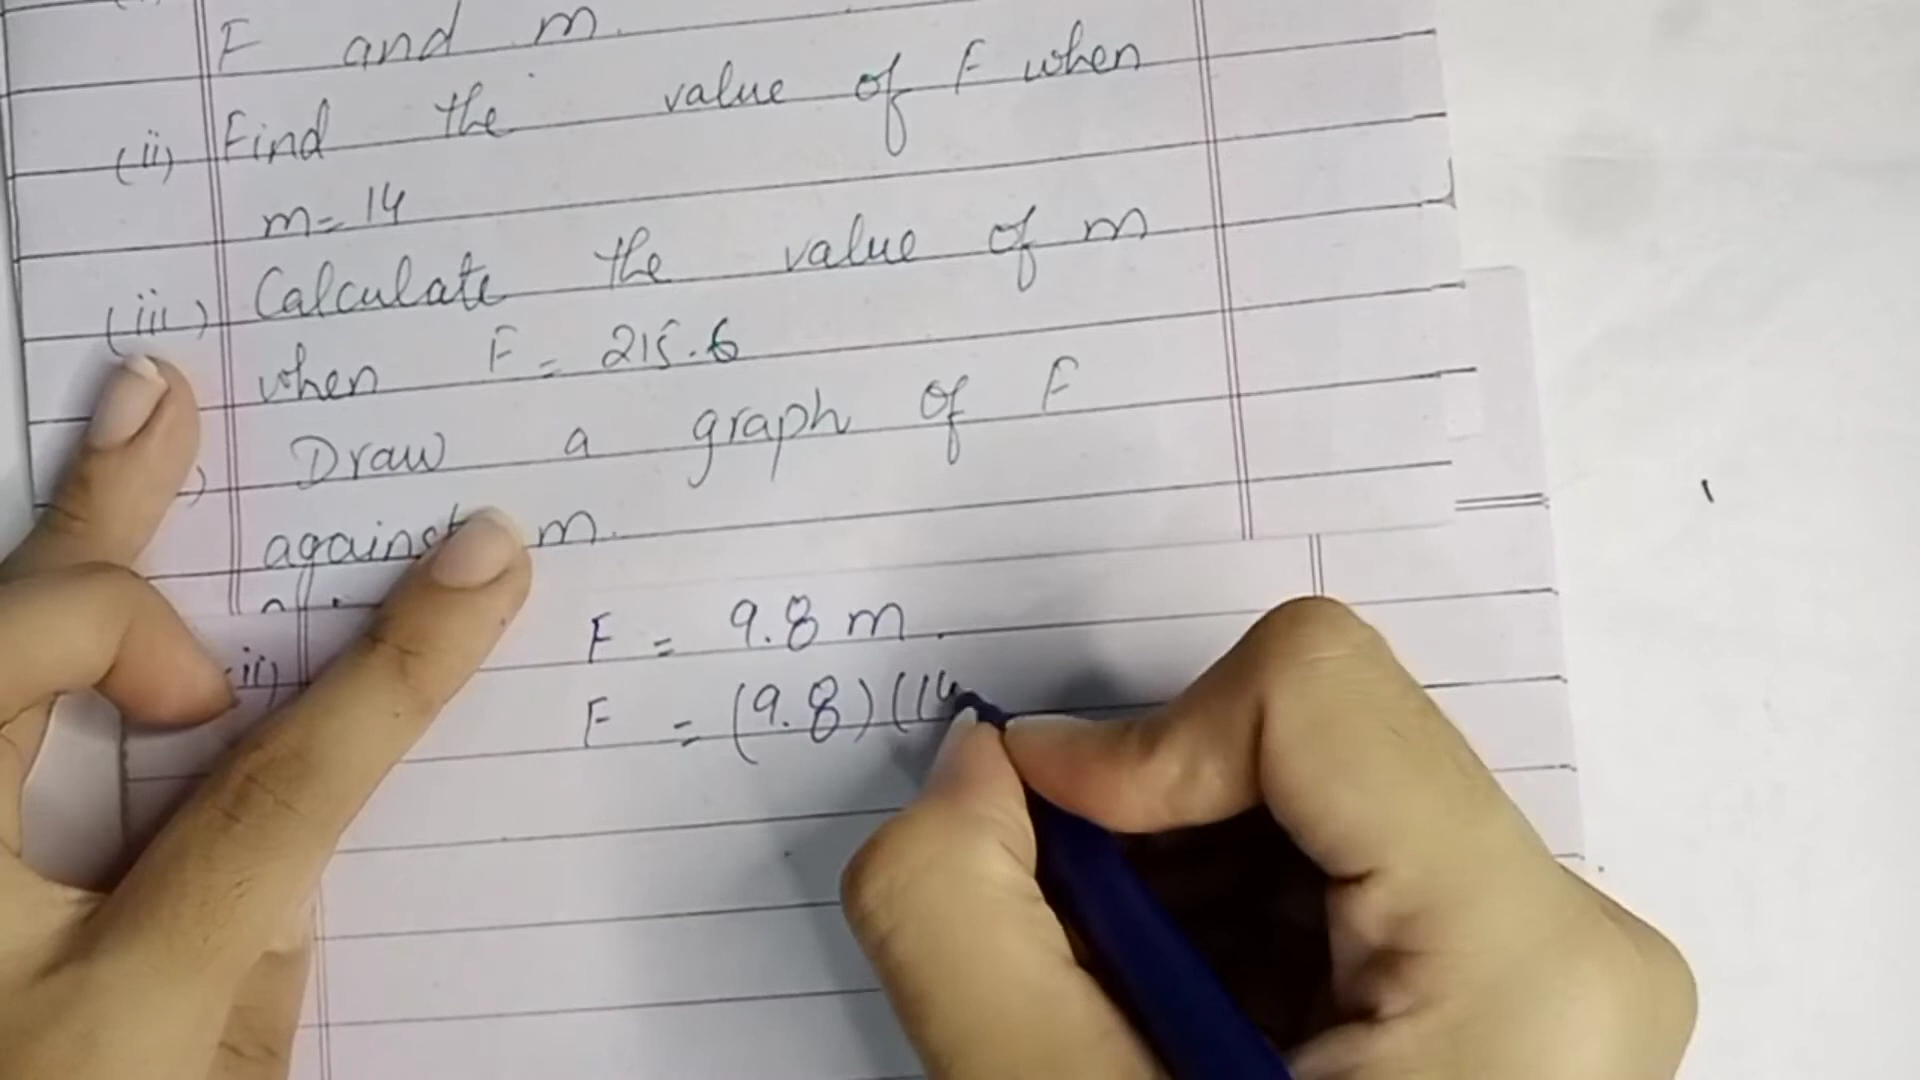 F and m.
(ii) Find the value of F when
m = 14
(iii) Calculate the value of m
when F = 215.6
) Draw a graph of F
against m.
ii) F = 9.8 m.
F = (9.8)(14